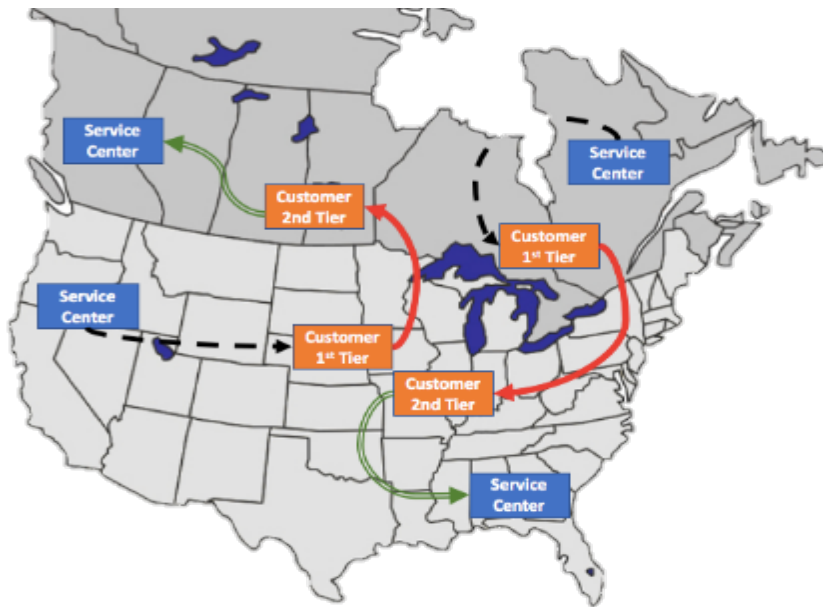 Service
Center
Service
Center
Customer
2nd Tier
Customer
1st Tier
Service
Center
Customer
1st Tier
Customer
2nd Tier
Service
Center